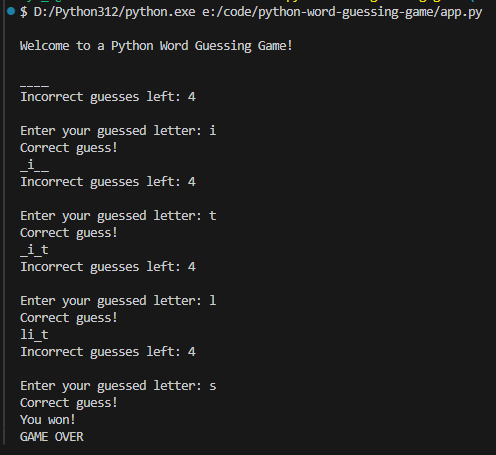 $ D:/Python312/python.exe e:/code/python-word-guessing-game/app.py
Welcome to a Python Word Guessing Game!
____
Incorrect guesses left: 4
Enter your guessed letter: i
Correct guess!
_i__
Incorrect guesses left: 4
Enter your guessed letter: t
Correct guess!
_i_t
Incorrect guesses left: 4
Enter your guessed letter: l
Correct guess!
li_t
Incorrect guesses left: 4
Enter your guessed letter: s
Correct guess!
You won!
GAME OVER